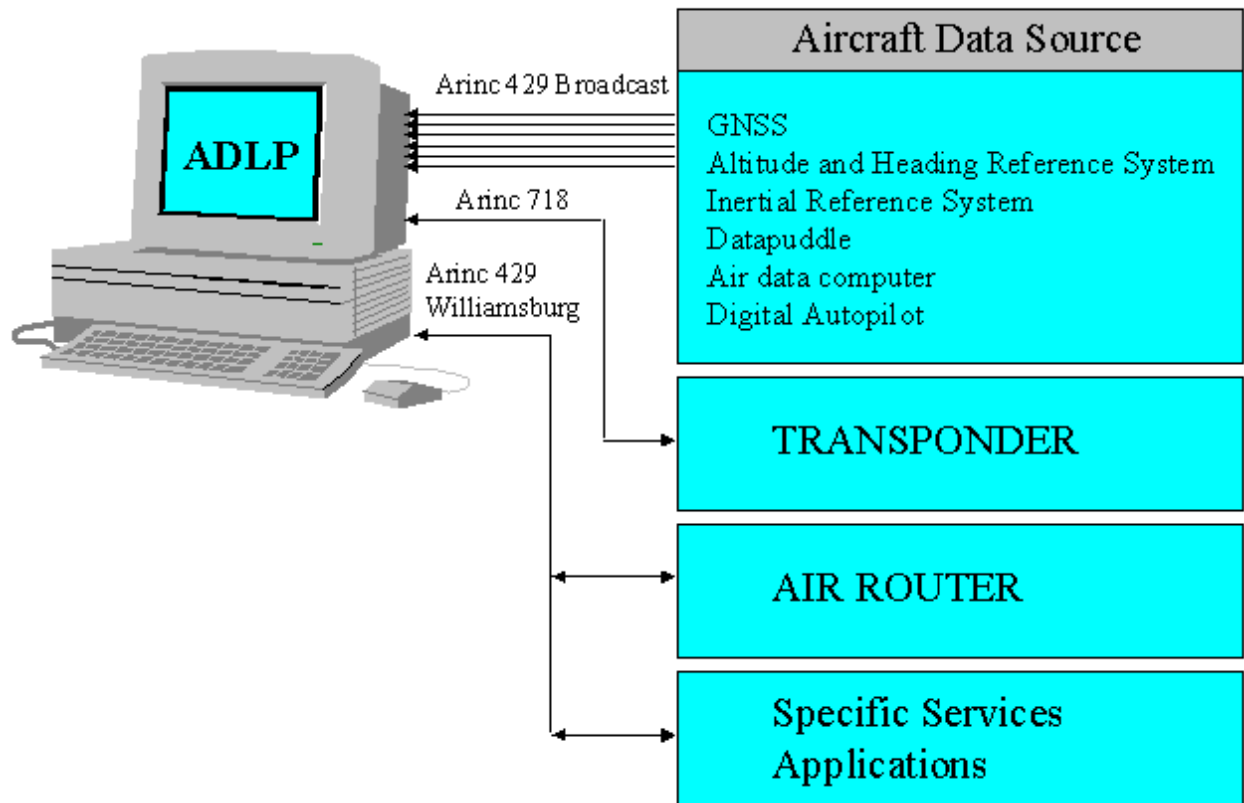 Aircraft Data Source
Arinc 429 Broadcast
GNSS
Altitude and Heading Reference System
Inertial Reference System
Datapuddle
Air data computer
Digital Autopilot
ADLP
Arinc 718
Arinc 429
Williamsburg
TRANSPONDER
AIR ROUTER
Specific Services
Applications